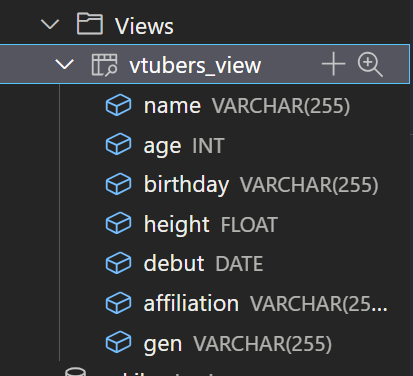 Views
vtubers_view
name VARCHAR(255)
age INT
birthday VARCHAR(255)
height FLOAT
debut DATE
affiliation VARCHAR(25...
gen VARCHAR(255)